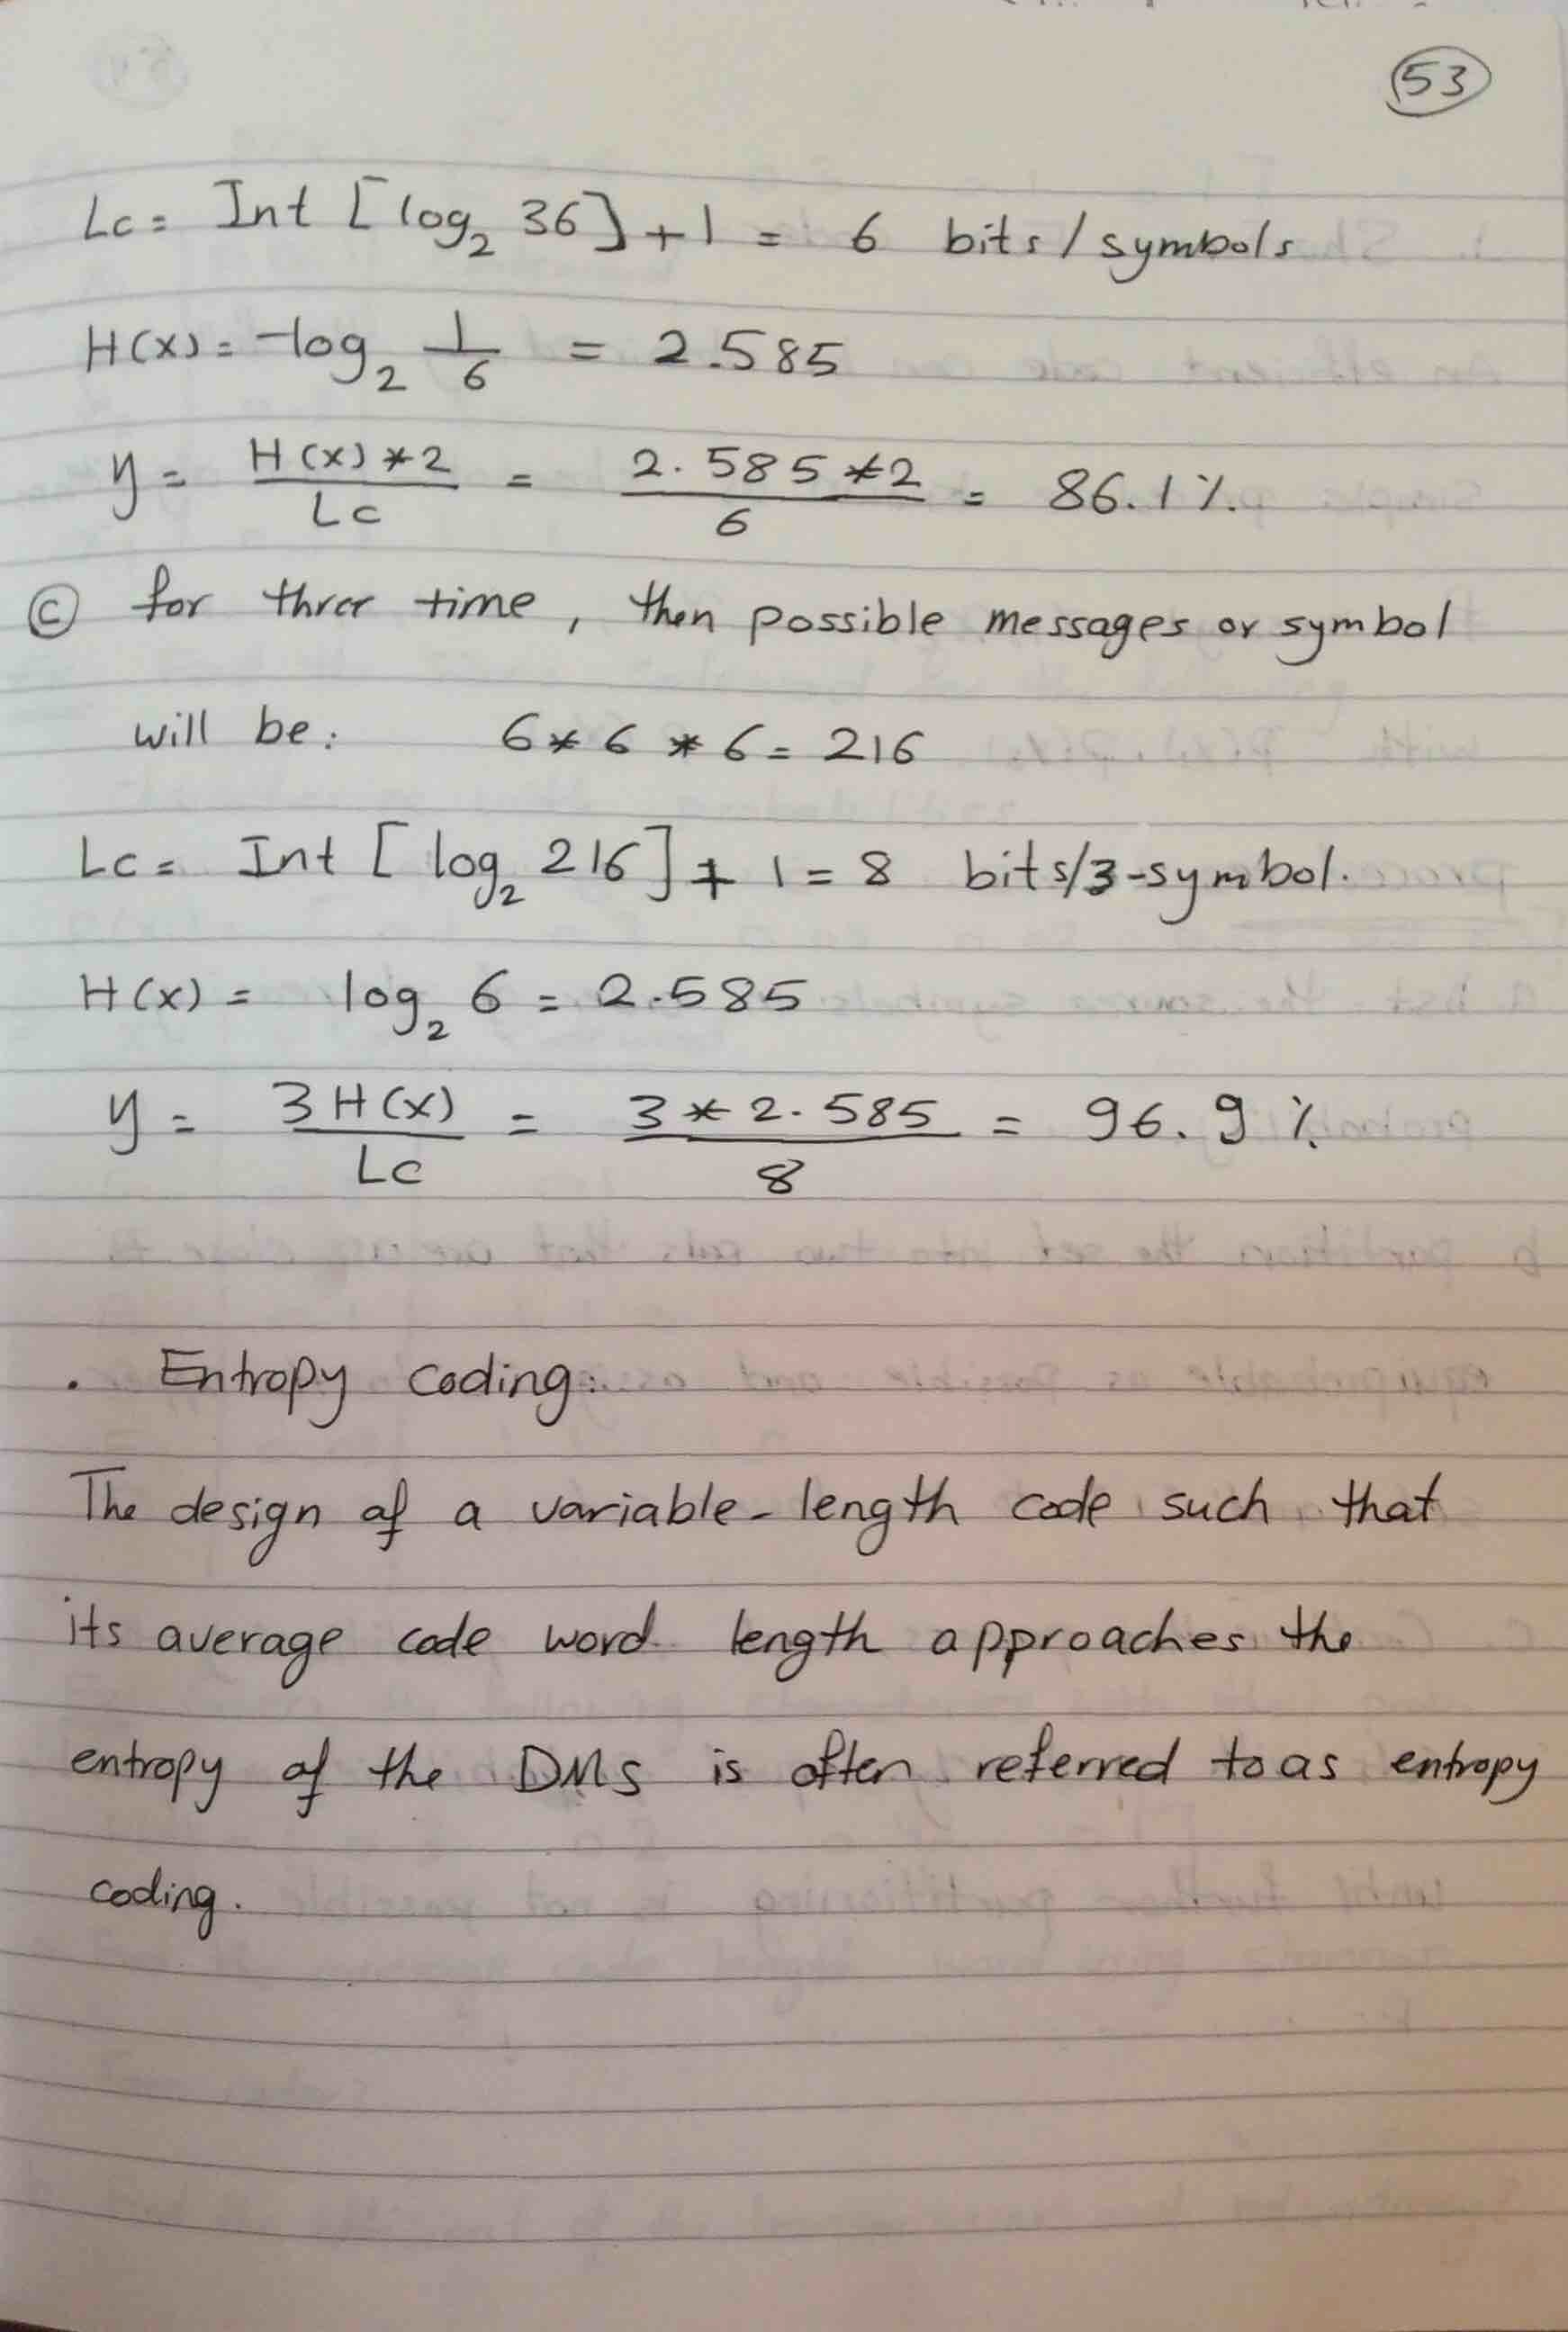 53
Lc = Int [log₂ 36] + 1 = 6 bits / symbols
H(x) = -log₂ 1/6 = 2.585
y = H(x)*2 / Lc = 2.585*2 / 6 = 86.1 %
ⓒ for three time, then possible messages or symbol
will be: 6 * 6 * 6 = 216
Lc = Int [log₂ 216] + 1 = 8 bits/3-symbol.
H(x) = log₂ 6 = 2.585
y = 3H(x) / Lc = 3 * 2.585 / 8 = 96.9 %
. Entropy coding:
The design of a variable-length code such that
its average code word length approaches the
entropy of the DMS is often referred to as entropy
coding.